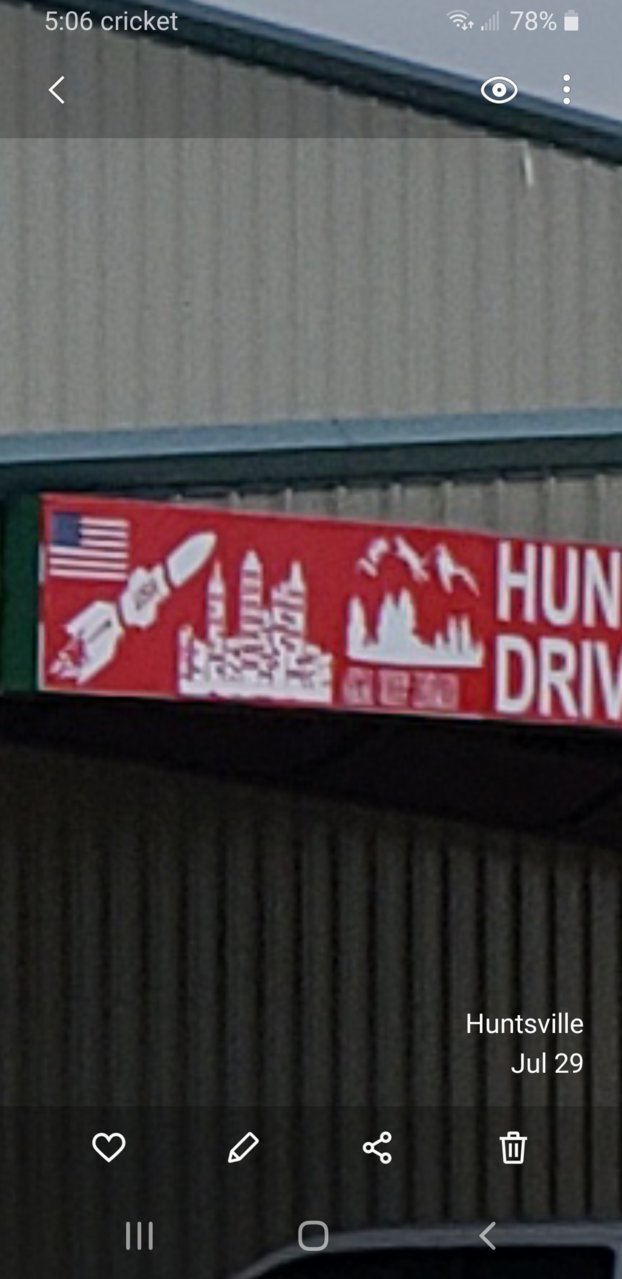 5:06 cricket
78%
HUN
DRIV
Huntsville
Jul 29